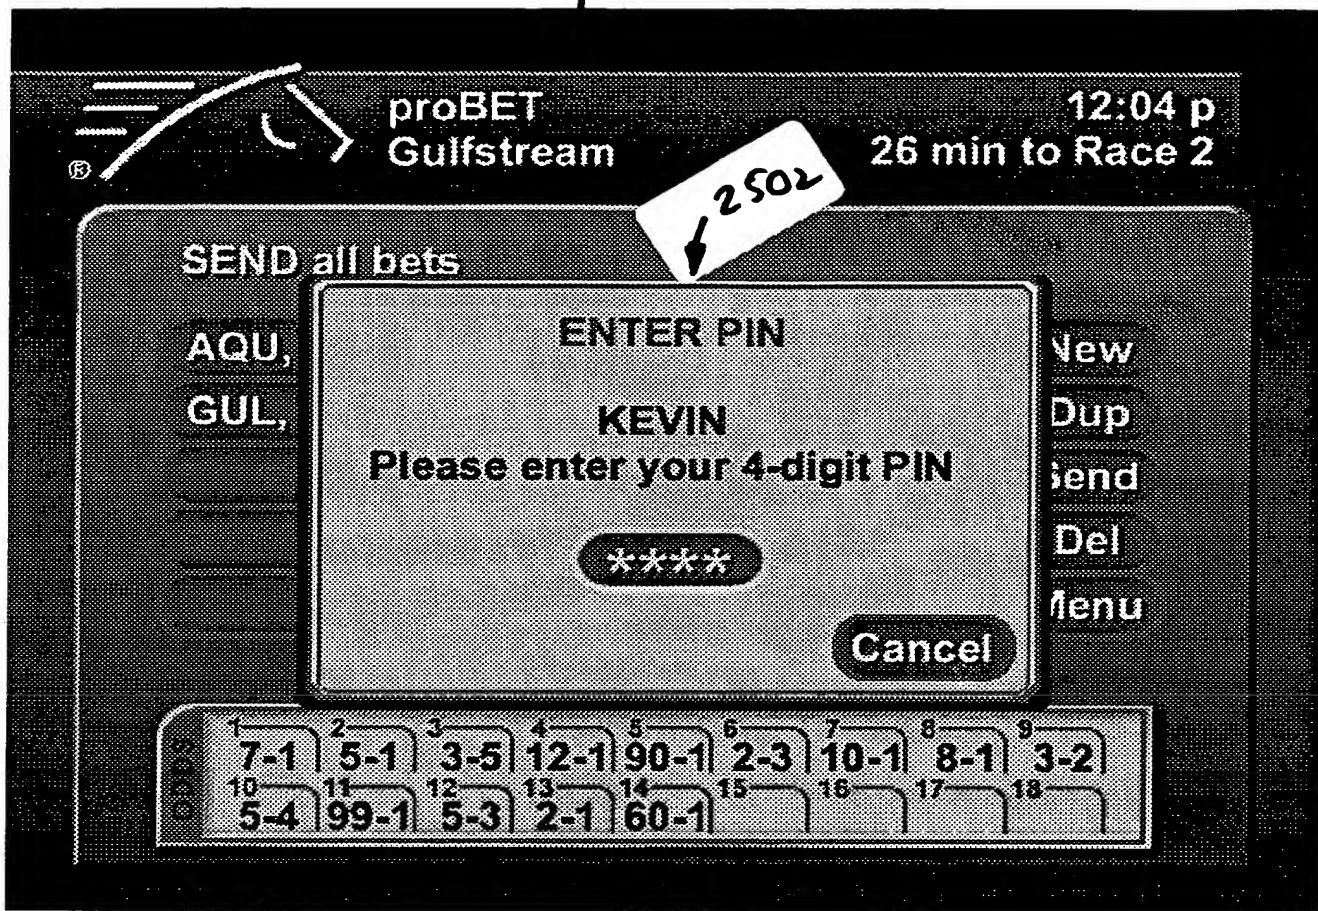 proBET
Gulfstream
12:04 p
26 min to Race 2
®
2502
SEND all bets
AQU,
GUL,
ENTER PIN
KEVIN
Please enter your 4-digit PIN
****
Cancel
New
Dup
Send
Del
Menu
ODDS
1 2 3 4 5 6 7 8 9
7-1 5-1 3-5 12-1 90-1 2-3 10-1 8-1 3-2
10 11 12 13 14 15 16 17 18
5-4 99-1 5-3 2-1 60-1